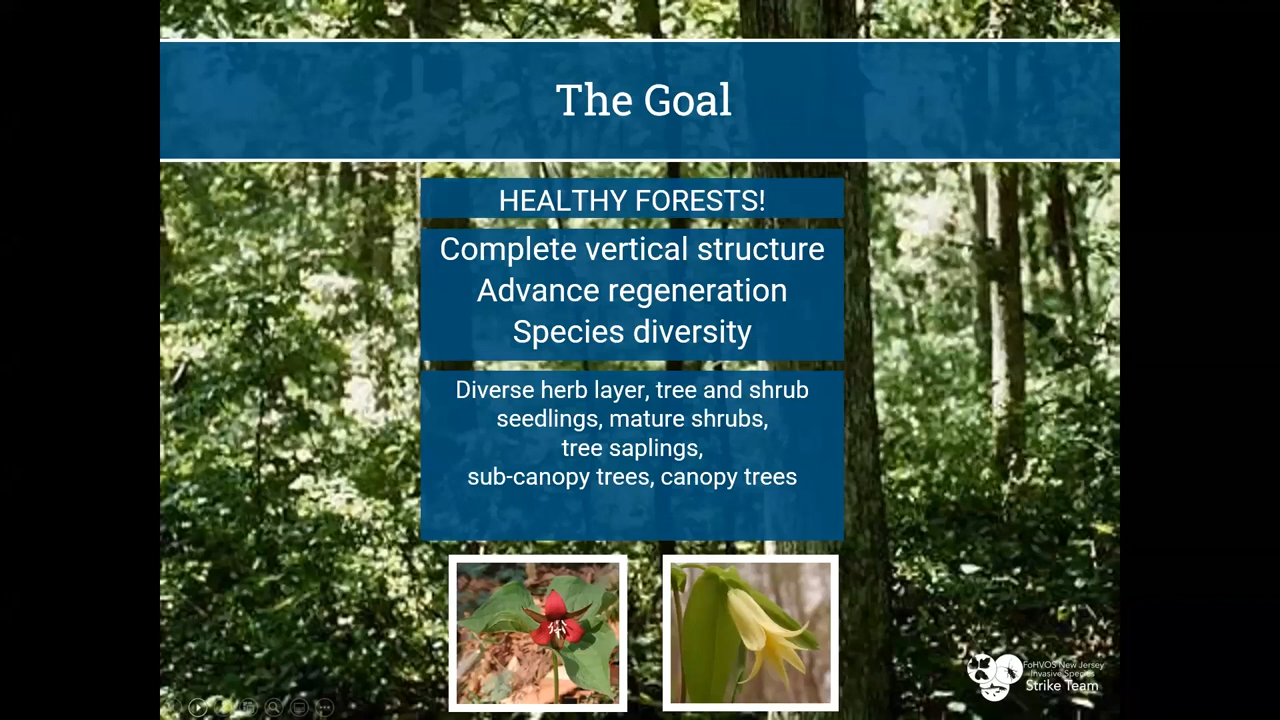 The Goal
HEALTHY FORESTS!
Complete vertical structure
Advance regeneration
Species diversity
Diverse herb layer, tree and shrub
seedlings, mature shrubs,
tree saplings,
sub-canopy trees, canopy trees
FoHVOS New Jersey
Invasive Species
Strike Team